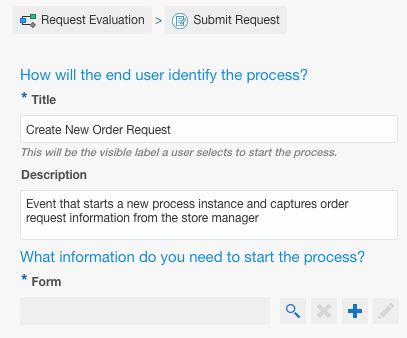 Request Evaluation > Submit Request
How will the end user identify the process?
* Title
Create New Order Request
This will be the visible label a user selects to start the process.
Description
Event that starts a new process instance and captures order
request information from the store manager
What information do you need to start the process?
* Form